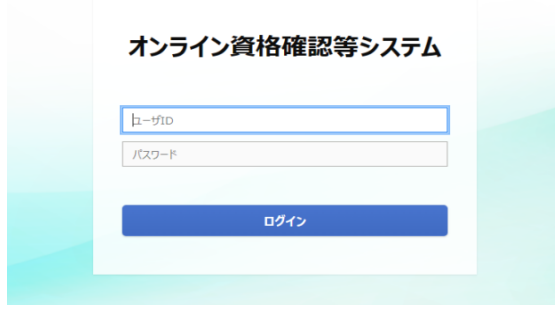 オンライン資格確認等システム
ユーザID
パスワード
ログイン